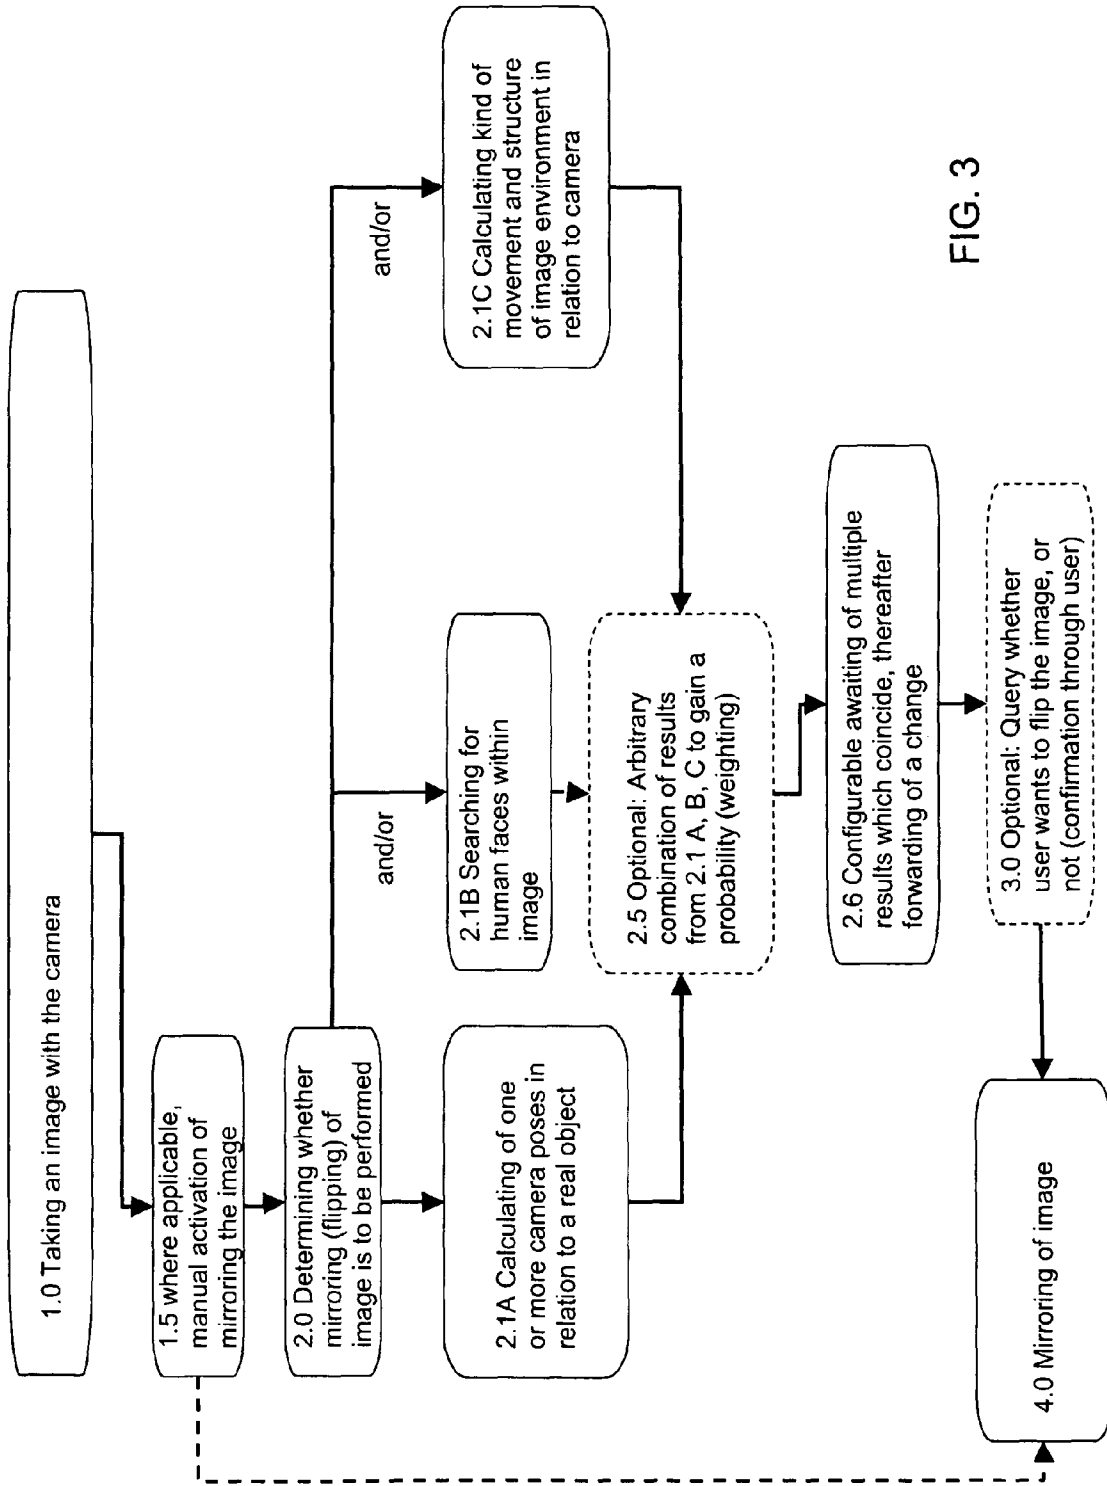 1.0 Taking an image with the camera
1.5 where applicable,
manual activation of
mirroring the image
2.0 Determining whether
mirroring (flipping) of
image is to be performed
and/or
and/or
2.1A Calculating of one
or more camera poses in
relation to a real object
2.1B Searching for
human faces within
image
2.1C Calculating kind of
movement and structure
of image environment in
relation to camera
2.5 Optional: Arbitrary
combination of results
from 2.1 A, B, C to gain a
probability (weighting)
2.6 Configurable awaiting of multiple
results which coincide, thereafter
forwarding of a change
3.0 Optional: Query whether
user wants to flip the image, or
not (confirmation through user)
4.0 Mirroring of image
FIG. 3